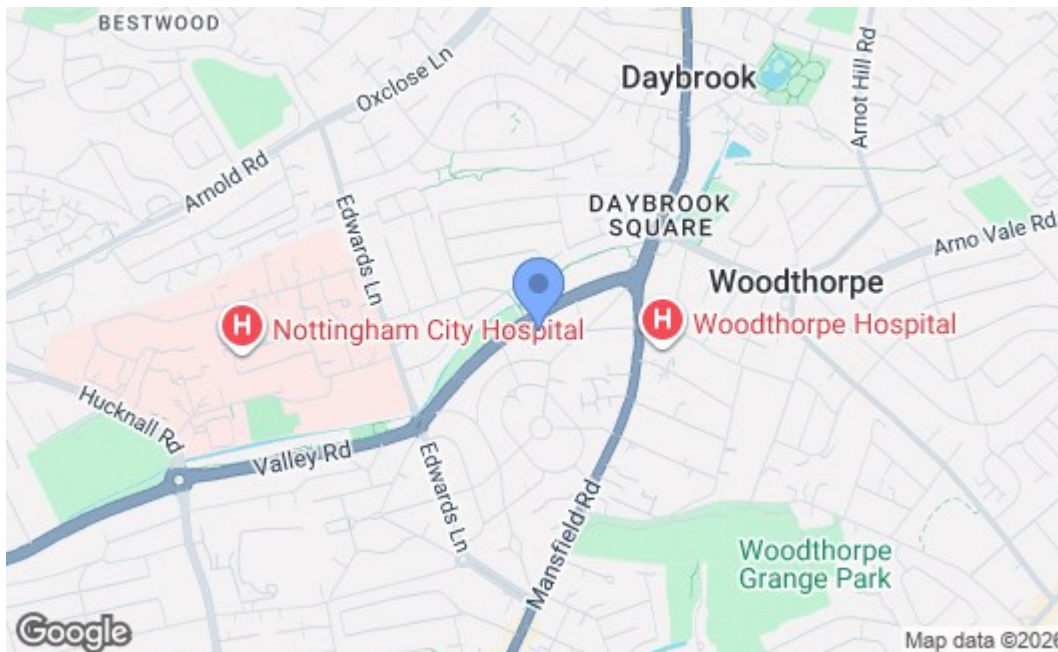 BESTWOOD
Oxclose Ln
Daybrook
Arnot Hill Rd
Arnold Rd
Edwards Ln
DAYBROOK
SQUARE
Arno Vale Rd
Woodthorpe
H
Nottingham City Hospital
H
Woodthorpe Hospital
Hucknall Rd
Valley Rd
Edwards Ln
Mansfield Rd
Woodthorpe
Grange Park
Google
Map data ©2026